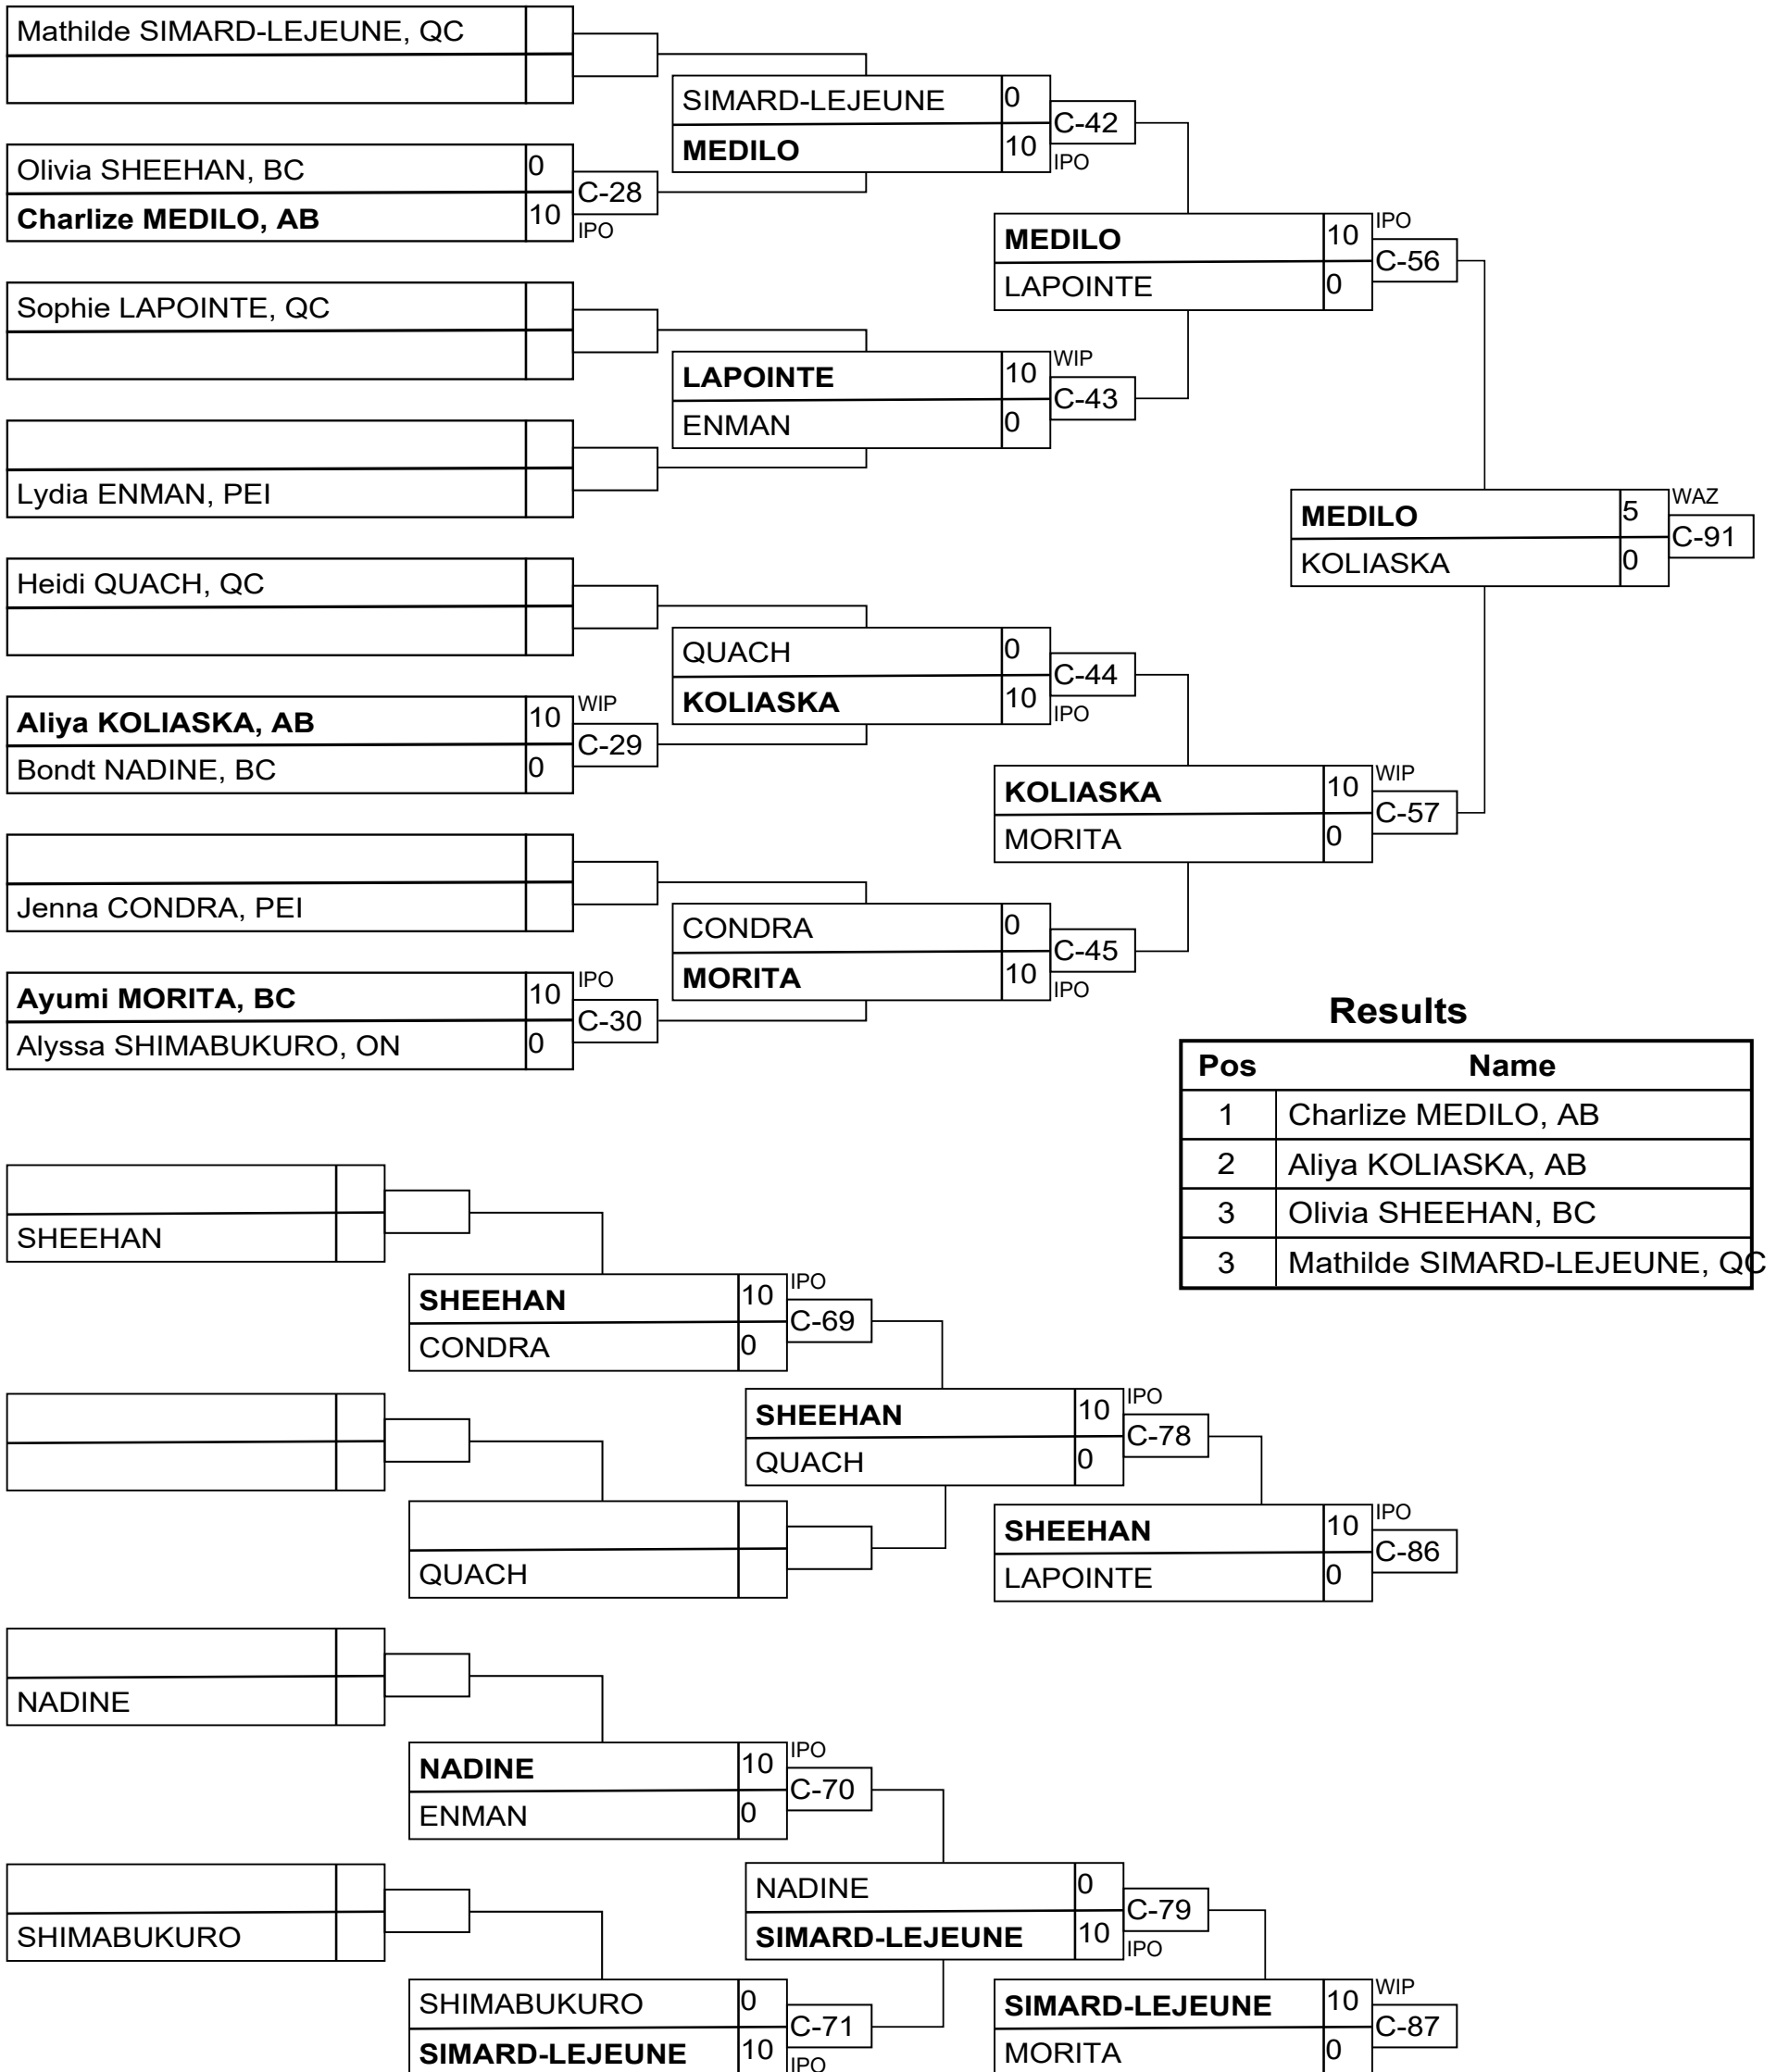 Mathilde SIMARD-LEJEUNE, QC
SIMARD-LEJEUNE 0
C-42
MEDILO 10
IPO
Olivia SHEEHAN, BC 0
C-28
Charlize MEDILO, AB 10
IPO
MEDILO 10
IPO
C-56
LAPOINTE 0
Sophie LAPOINTE, QC
LAPOINTE 10
WIP
C-43
ENMAN 0
Lydia ENMAN, PEI
MEDILO 5
WAZ
C-91
KOLIASKA 0
Heidi QUACH, QC
QUACH 0
C-44
KOLIASKA 10
IPO
Aliya KOLIASKA, AB 10
WIP
C-29
Bondt NADINE, BC 0
KOLIASKA 10
WIP
C-57
MORITA 0
Jenna CONDRA, PEI
CONDRA 0
C-45
MORITA 10
IPO
Ayumi MORITA, BC 10
IPO
C-30
Alyssa SHIMABUKURO, ON 0
Results
Pos Name
1 Charlize MEDILO, AB
2 Aliya KOLIASKA, AB
3 Olivia SHEEHAN, BC
3 Mathilde SIMARD-LEJEUNE, QC
SHEEHAN
SHEEHAN 10
IPO
C-69
CONDRA 0
SHEEHAN 10
IPO
C-78
QUACH 0
QUACH
SHEEHAN 10
IPO
C-86
LAPOINTE 0
NADINE
NADINE 10
IPO
C-70
ENMAN 0
NADINE 0
C-79
SIMARD-LEJEUNE 10
IPO
SHIMABUKURO
SHIMABUKURO 0
C-71
SIMARD-LEJEUNE 10
IPO
SIMARD-LEJEUNE 10
WIP
C-87
MORITA 0